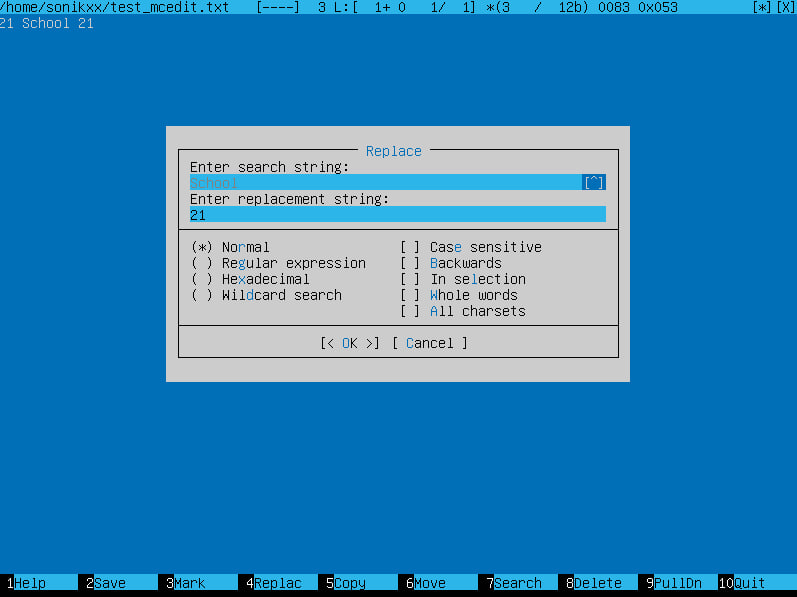 /home/sonikxx/test_mcedit.txt [----] 3 L:[ 1+ 0 1/ 1] *(3 / 12b) 0083 0x053 [*][X]
21 School 21
Replace
Enter search string:
School [^]
Enter replacement string:
21
(*) Normal [ ] Case sensitive
( ) Regular expression [ ] Backwards
( ) Hexadecimal [ ] In selection
( ) Wildcard search [ ] Whole words
[ ] All charsets
[< OK >] [ Cancel ]
1Help 2Save 3Mark 4Replac 5Copy 6Move 7Search 8Delete 9PullDn 10Quit